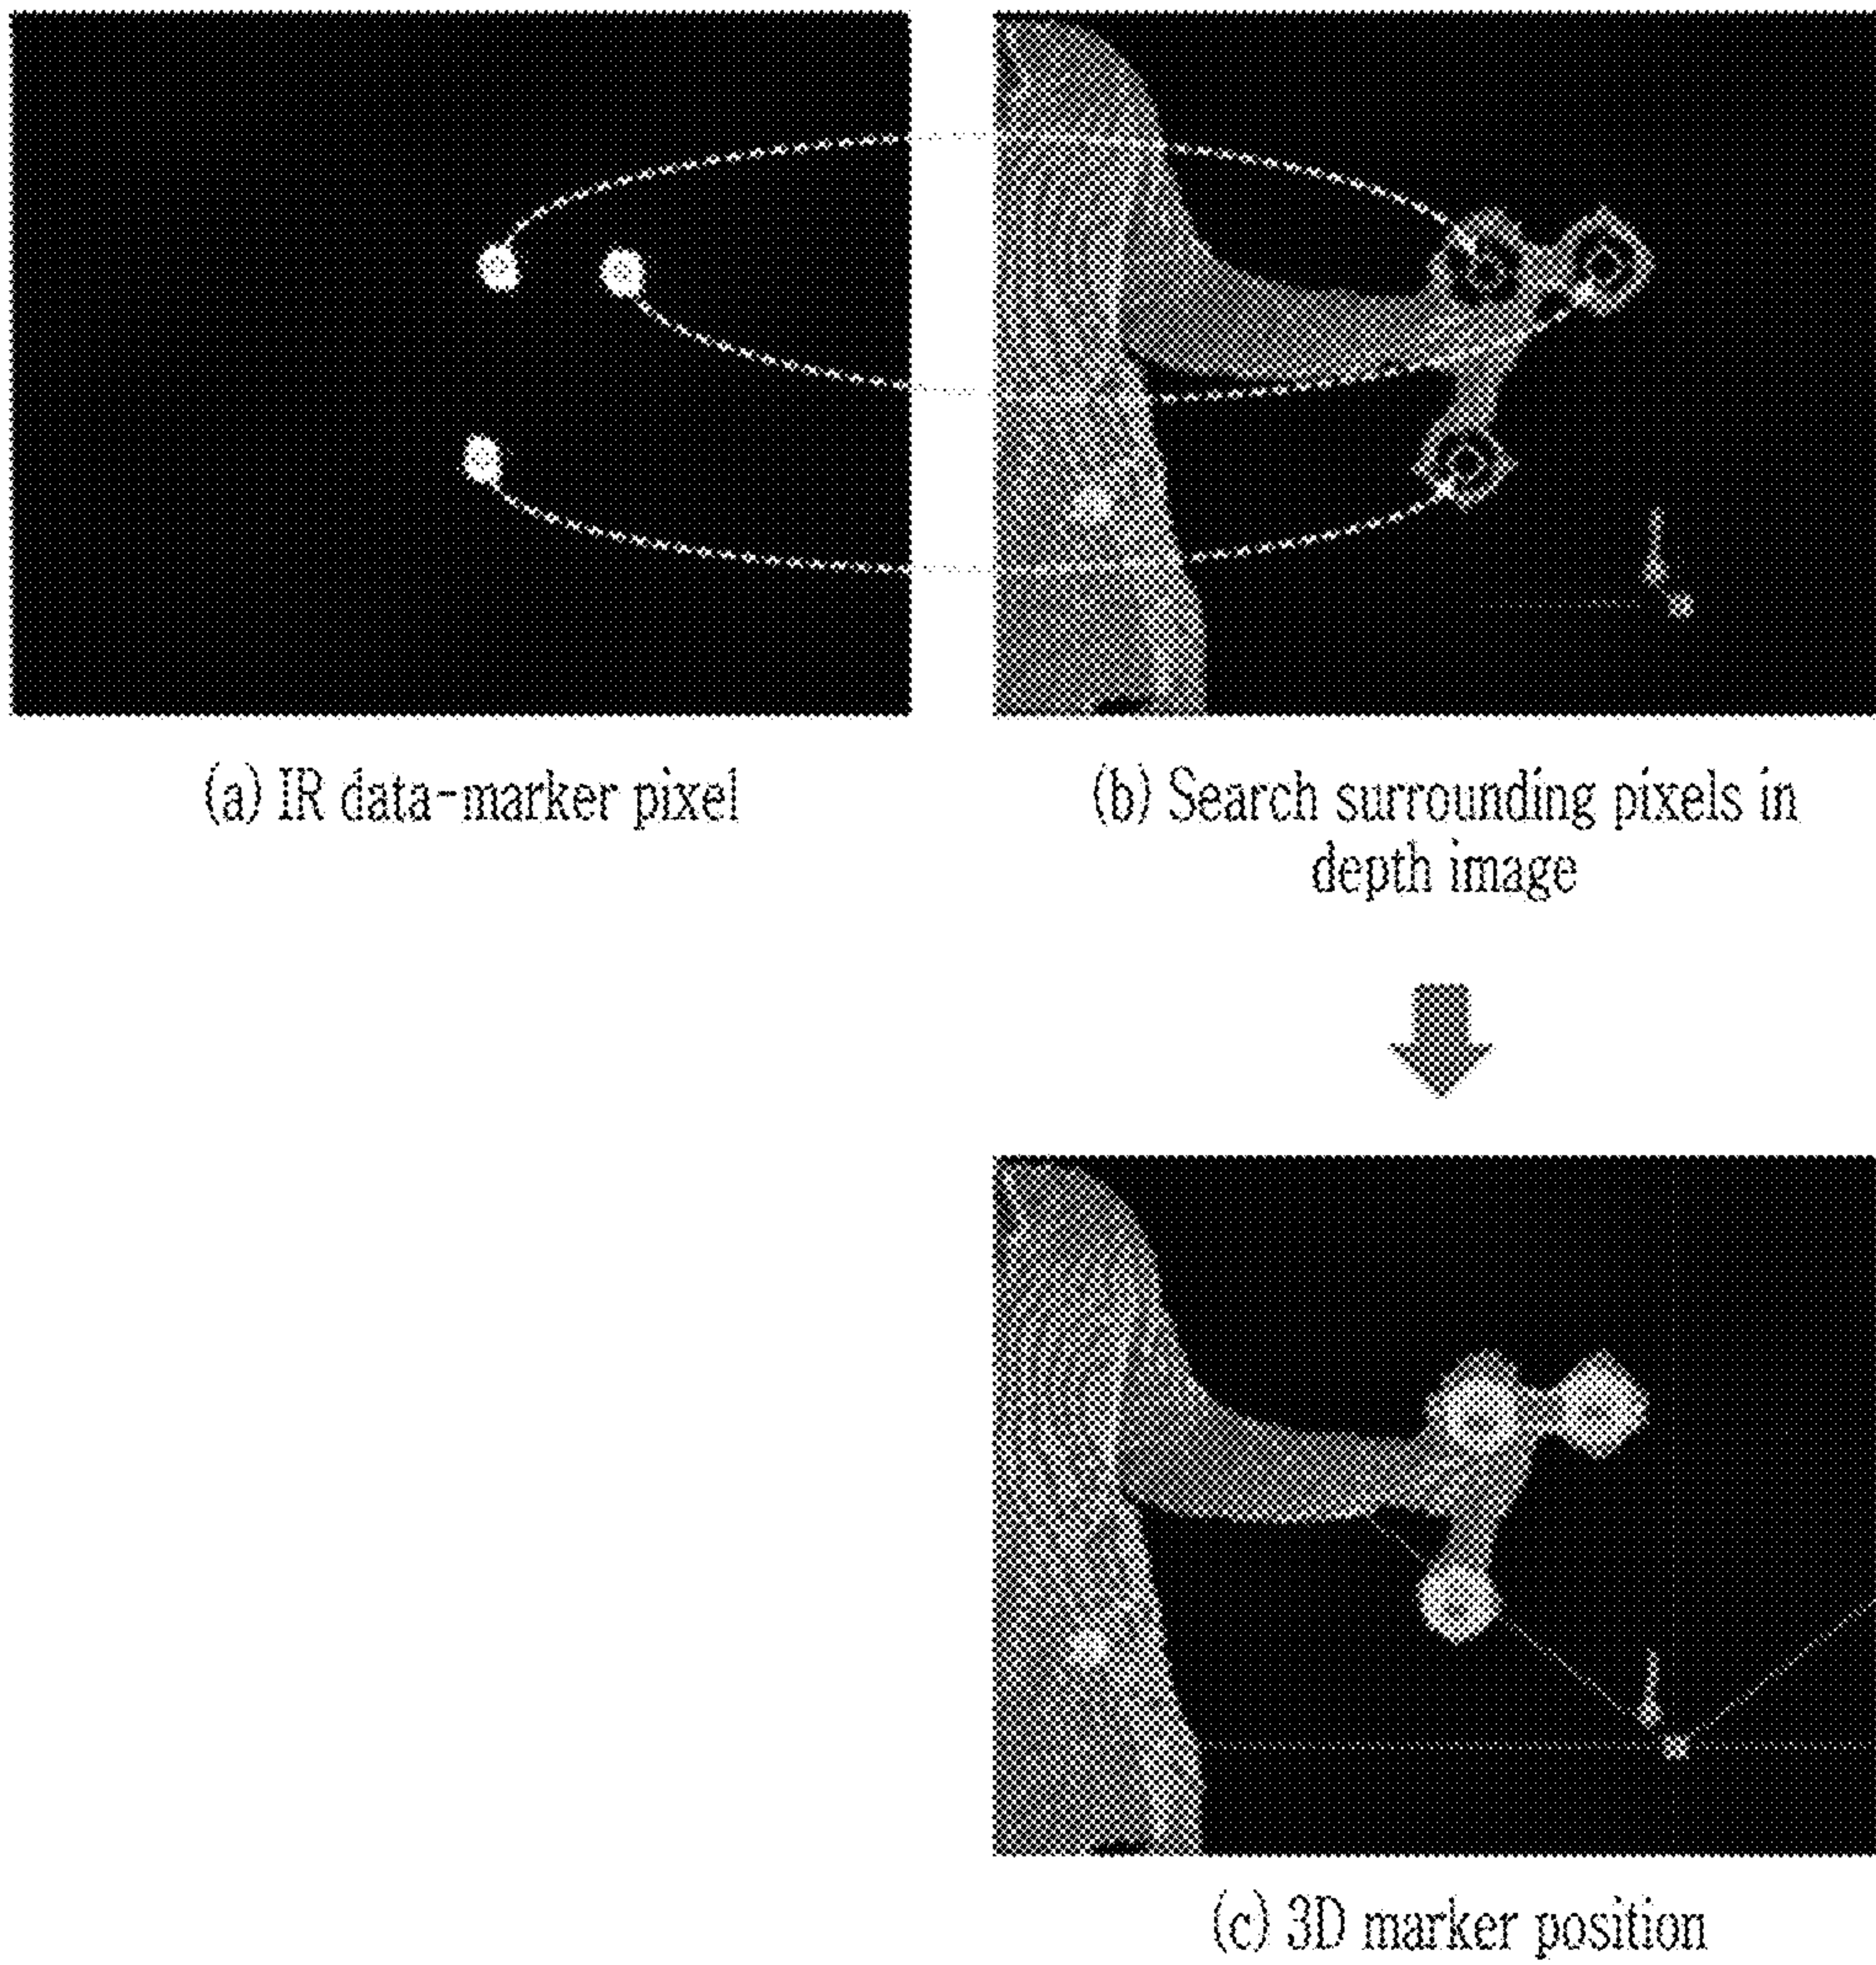 (a) IR data-marker pixel
(b) Search surrounding pixels in
depth image
(c) 3D marker position